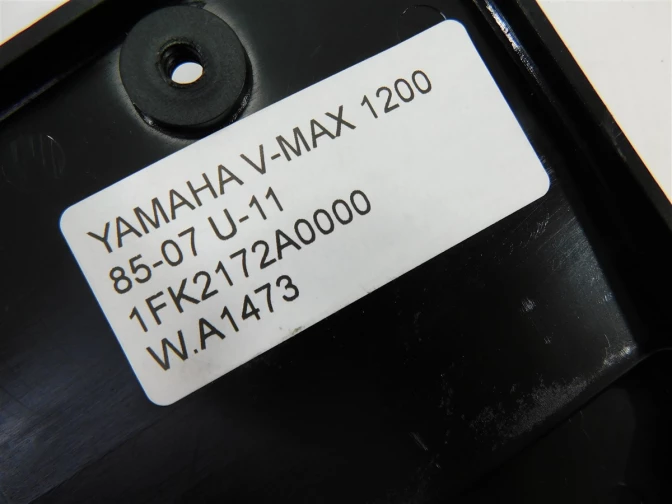 YAMAHA V-MAX 1200
85-07 U-11
1FK2172A0000
W.A1473